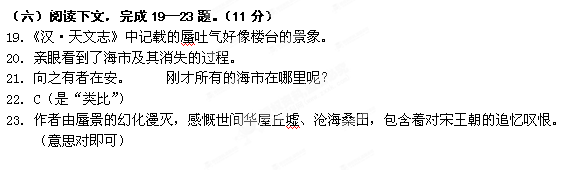 （六）阅读下文，完成19—23题。（11分）
19.《汉·天文志》中记载的蜃吐气好像楼台的景象。
20. 亲眼看到了海市及其消失的过程。
21. 向之有者在安。 刚才所有的海市在哪里呢？
22. C（是“类比”）
23. 作者由蜃景的幻化漫灭，感慨世间华屋丘墟、沧海桑田，包含着对宋王朝的追忆叹恨。
（意思对即可）